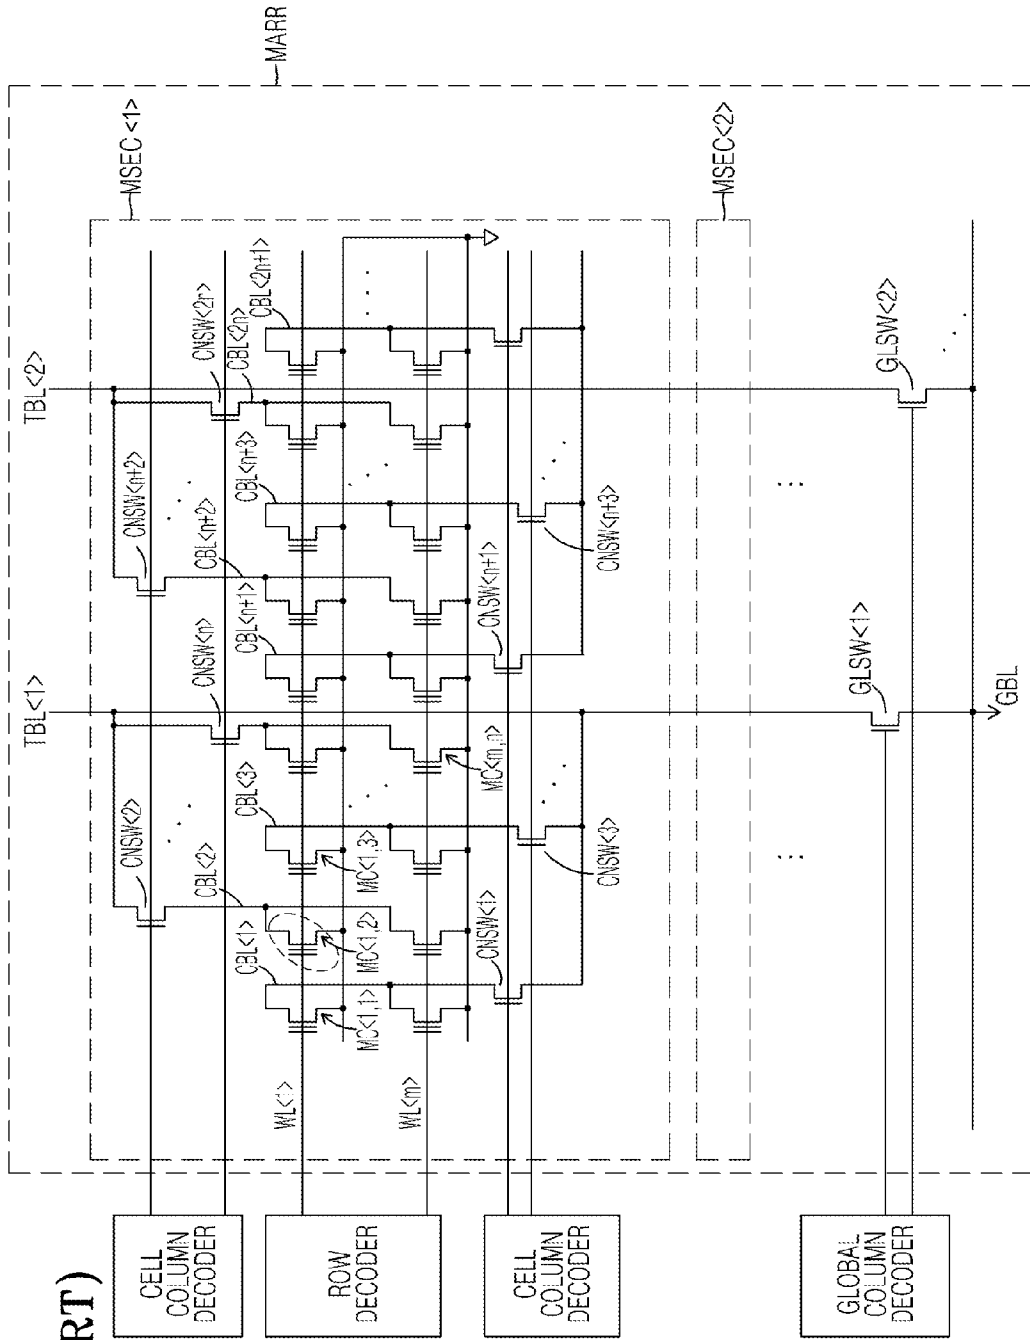 MARR
MSEC<1>
MSEC<2>
TBL<1>
TBL<2>
CNSW<2>
CBL<2>
CBL<1>
CBL<3>
CNSW<n>
CBL<n+1>
CNSW<n+2>
CBL<n+2>
CBL<n+3>
CNSW<2r>
CBL<2n>
CBL<2n+1>
WL<1>
WL<m>
MC<1,1>
MC<1,2>
MC<1,3>
MC<m,n>
CNSW<1>
CNSW<3>
CNSW<n+1>
CNSW<n+3>
GLSW<1>
GLSW<2>
GBL
CELL
COLUMN
DECODER
ROW
DECODER
CELL
COLUMN
DECODER
GLOBAL
COLUMN
DECODER
RT)